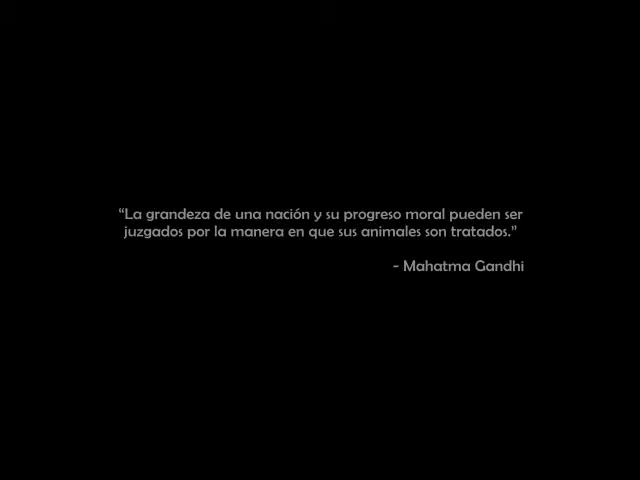 “La grandeza de una nación y su progreso moral pueden ser
juzgados por la manera en que sus animales son tratados.”
- Mahatma Gandhi